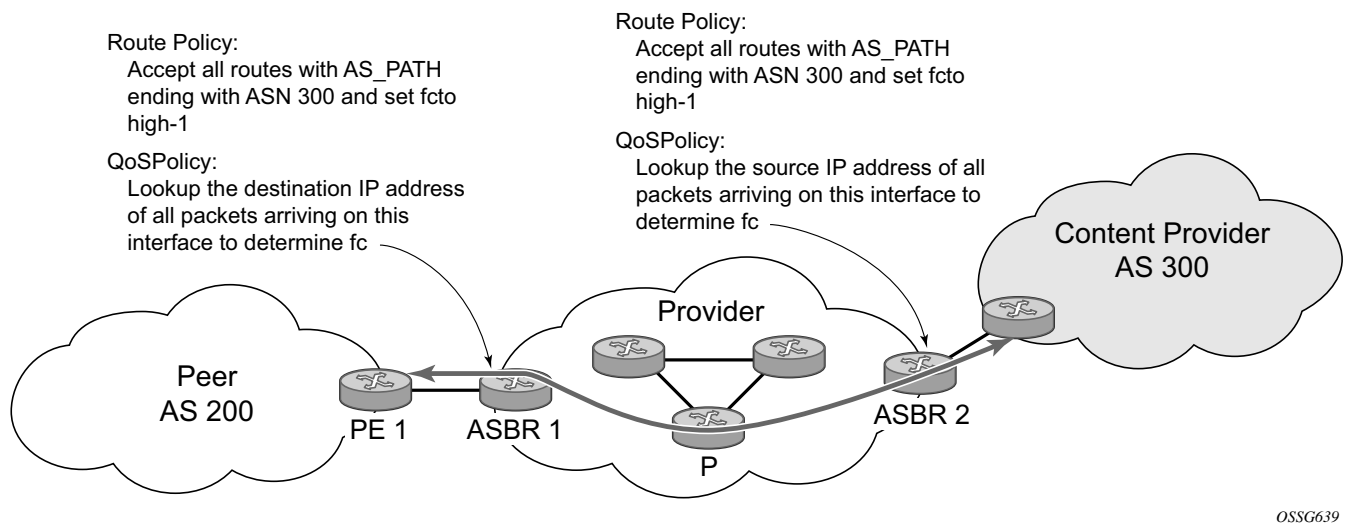 Route Policy:
Accept all routes with AS_PATH
ending with ASN 300 and set fcto
high-1
QoSPolicy:
Lookup the destination IP address
of all packets arriving on this
interface to determine fc
Route Policy:
Accept all routes with AS_PATH
ending with ASN 300 and set fcto
high-1
QoSPolicy:
Lookup the source IP address of all
packets arriving on this interface to
determine fc
Content Provider
AS 300
Provider
Peer
AS 200
PE 1
ASBR 1
P
ASBR 2
OSSG639